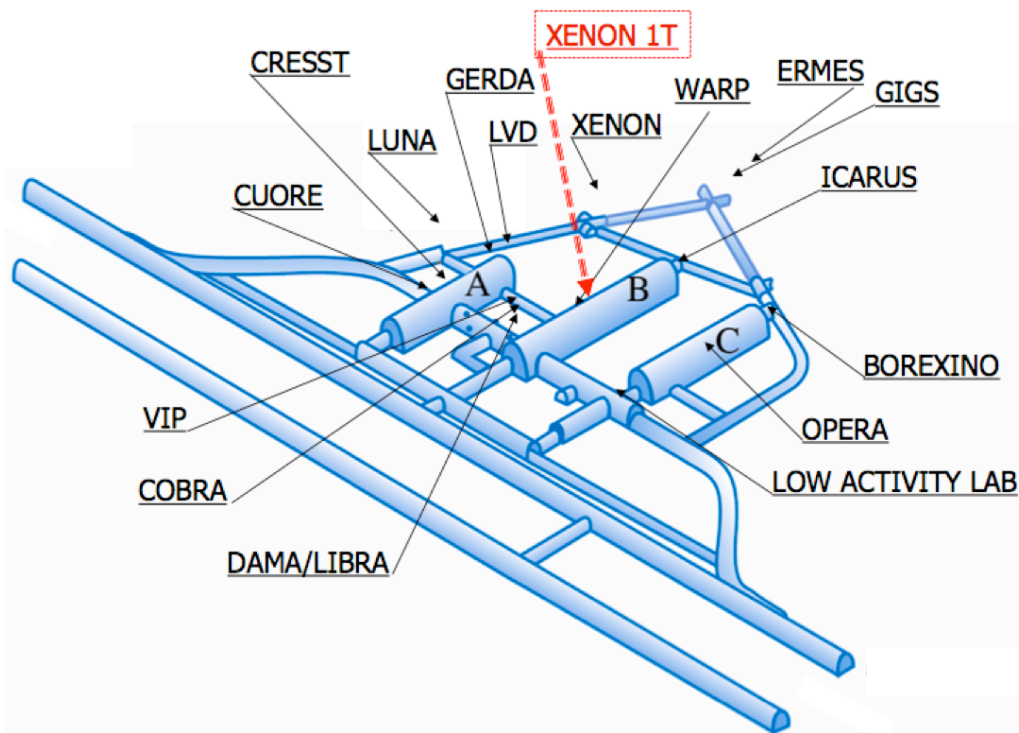 XENON 1T
CRESST
GERDA
WARP
ERMES
GIGS
LUNA
LVD
XENON
ICARUS
CUORE
A
B
C
BOREXINO
VIP
OPERA
COBRA
LOW ACTIVITY LAB
DAMA/LIBRA